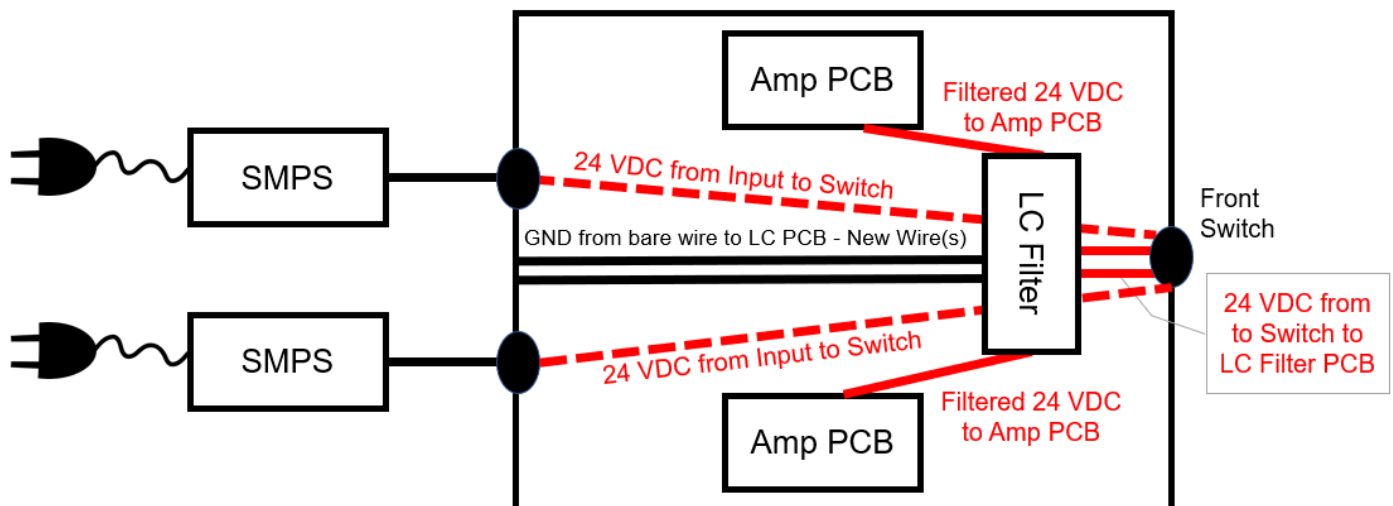 Amp PCB
Filtered 24 VDC
to Amp PCB
SMPS
24 VDC from Input to Switch
LC Filter
Front
Switch
GND from bare wire to LC PCB - New Wire(s)
24 VDC from
to Switch to
LC Filter PCB
SMPS
24 VDC from Input to Switch
Filtered 24 VDC
to Amp PCB
Amp PCB